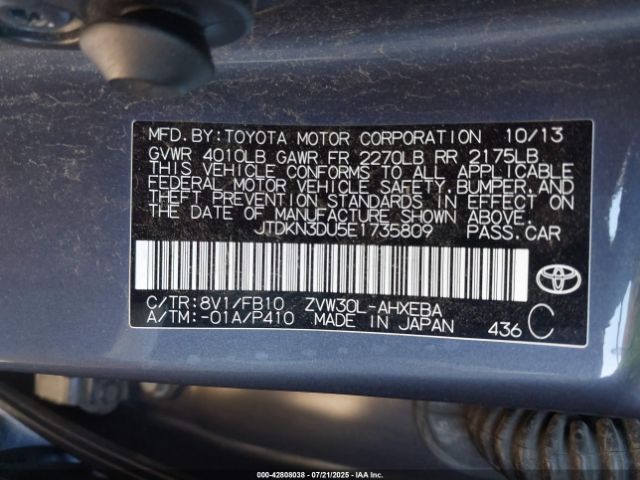 MFD. BY: TOYOTA MOTOR CORPORATION 10/13
GVWR 4010LB GAWR FR 2270LB RR 2175LB
THIS VEHICLE CONFORMS TO ALL APPLICABLE
FEDERAL MOTOR VEHICLE SAFETY, BUMPER, AND
THEFT PREVENTION STANDARDS IN EFFECT ON
THE DATE OF MANUFACTURE SHOWN ABOVE.
JTDKN3DU5E1735809 PASS. CAR
C/TR: 8V1/FB10 ZVW30L-AHXEBA
A/TM: -01A/P410 MADE IN JAPAN 436 C
000-42808038 - 07/21/2025 - IAA Inc.